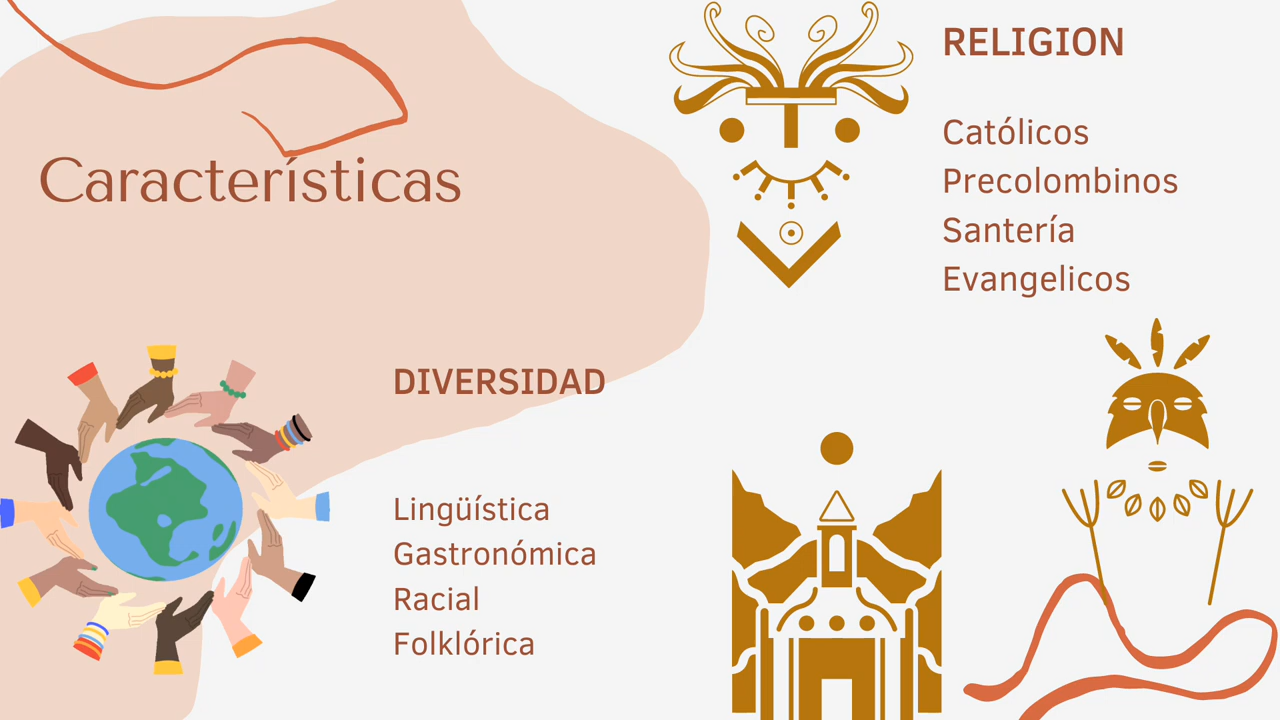 Características
DIVERSIDAD
Lingüística
Gastronómica
Racial
Folklórica
RELIGION
Católicos
Precolombinos
Santería
Evangelicos